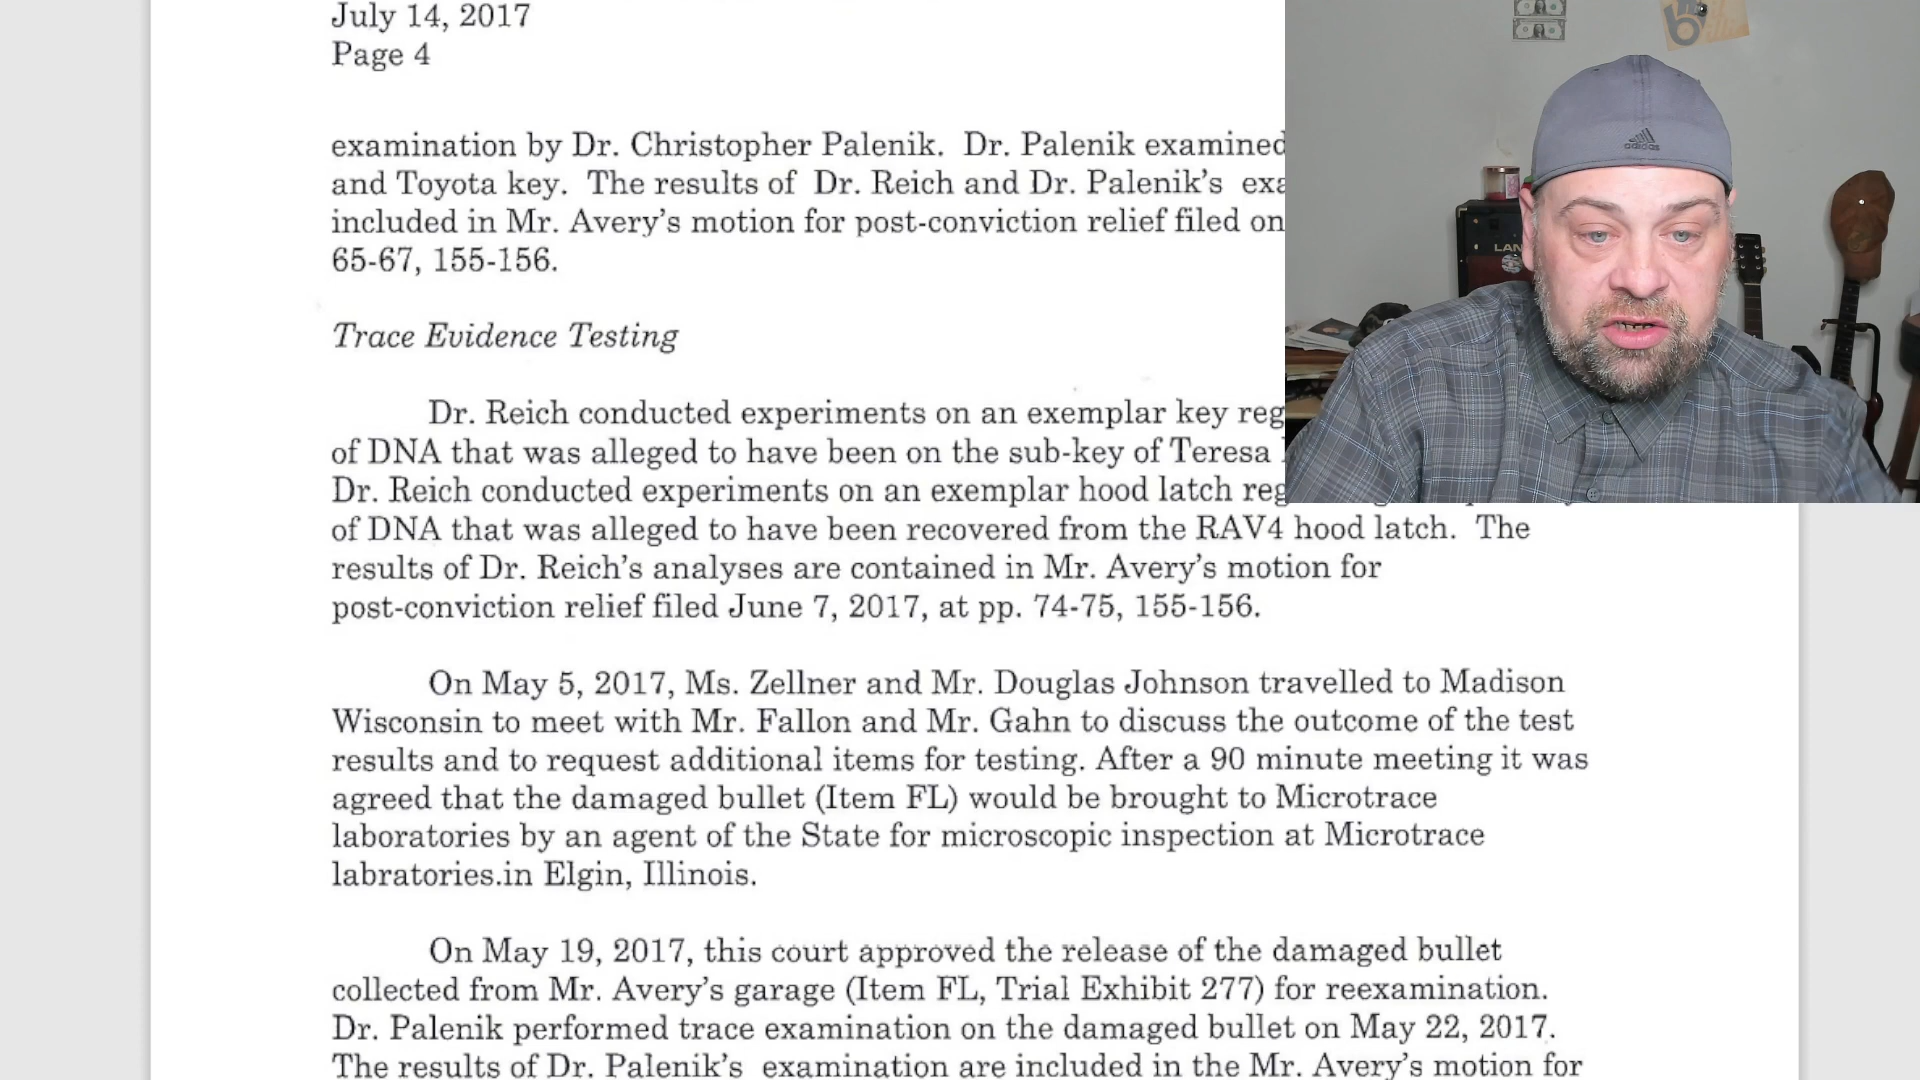 July 14, 2017
Page 4
examination by Dr. Christopher Palenik. Dr. Palenik examined
and Toyota key. The results of Dr. Reich and Dr. Palenik's
included in Mr. Avery's motion for post-conviction relief filed on
65-67, 155-156.
Trace Evidence Testing
Dr. Reich conducted experiments on an exemplar key
of DNA that was alleged to have been on the sub-key of Teresa
Dr. Reich conducted experiments on an exemplar hood latch
of DNA that was alleged to have been recovered from the RAV4 hood latch. The
results of Dr. Reich's analyses are contained in Mr. Avery's motion for
post-conviction relief filed June 7, 2017, at pp. 74-75, 155-156.
On May 5, 2017, Ms. Zellner and Mr. Douglas Johnson travelled to Madison
Wisconsin to meet with Mr. Fallon and Mr. Gahn to discuss the outcome of the test
results and to request additional items for testing. After a 90 minute meeting it was
agreed that the damaged bullet (Item FL) would be brought to Microtrace
laboratories by an agent of the State for microscopic inspection at Microtrace
labratories.in Elgin, Illinois.
On May 19, 2017, this court approved the release of the damaged bullet
collected from Mr. Avery's garage (Item FL, Trial Exhibit 277) for reexamination.
Dr. Palenik performed trace examination on the damaged bullet on May 22, 2017.
The results of Dr. Palenik's examination are included in the Mr. Avery's motion for
adidas